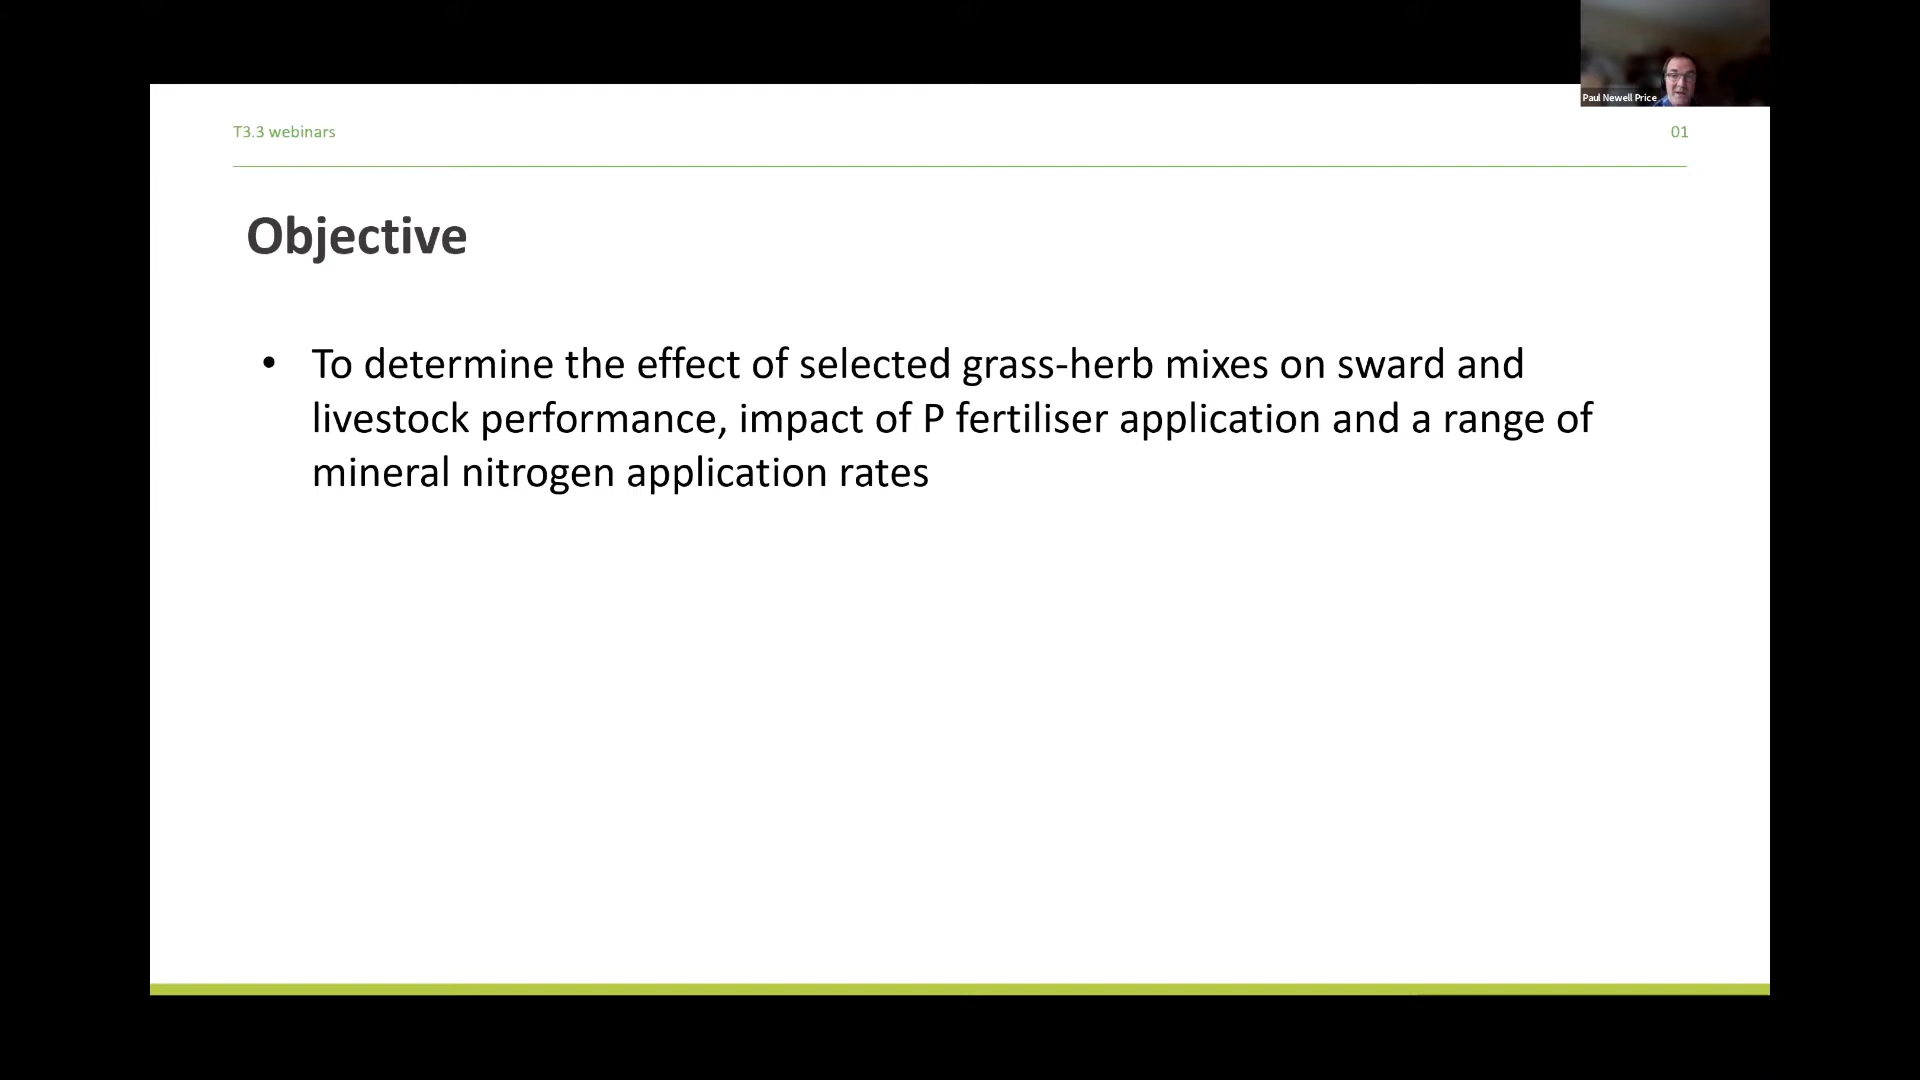 Paul Newell Price
T3.3 webinars
01
Objective
• To determine the effect of selected grass-herb mixes on sward and
livestock performance, impact of P fertiliser application and a range of
mineral nitrogen application rates